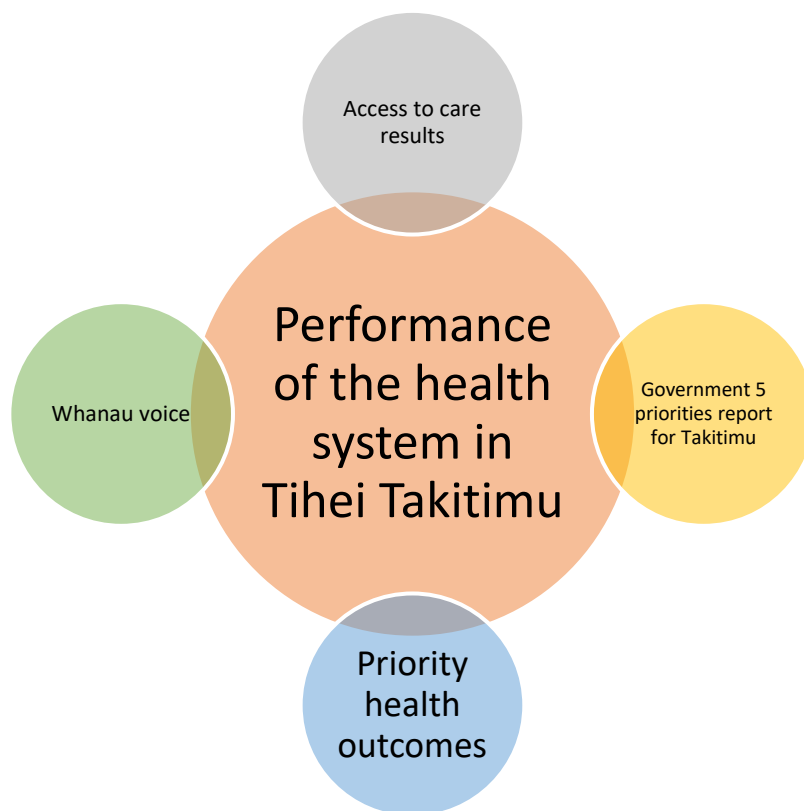 Access to care
results
Performance
of the health
system in
Tihei Takitimu
Whanau voice
Government 5
priorities report
for Takitimu
Priority
health
outcomes